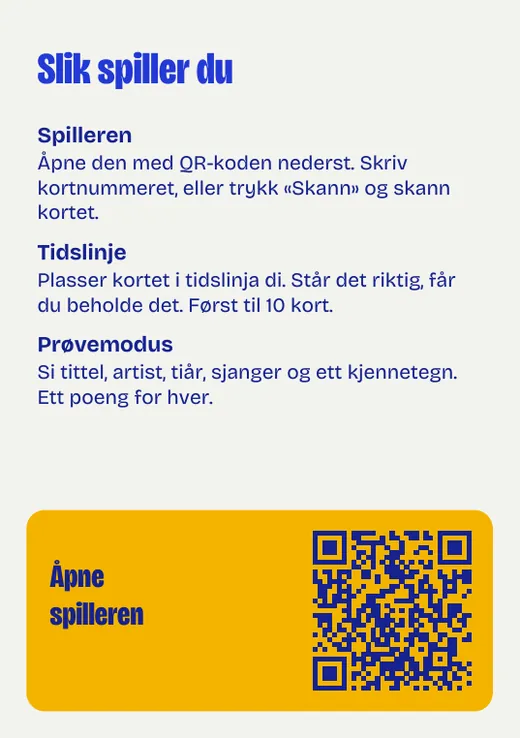 Slik spiller du
Spilleren
Åpne den med QR-koden nederst. Skriv
kortnummeret, eller trykk «Skann» og skann
kortet.
Tidslinje
Plasser kortet i tidslinja di. Står det riktig, får
du beholde det. Først til 10 kort.
Prøvemodus
Si tittel, artist, tiår, sjanger og ett kjennetegn.
Ett poeng for hver.
Åpne
spilleren